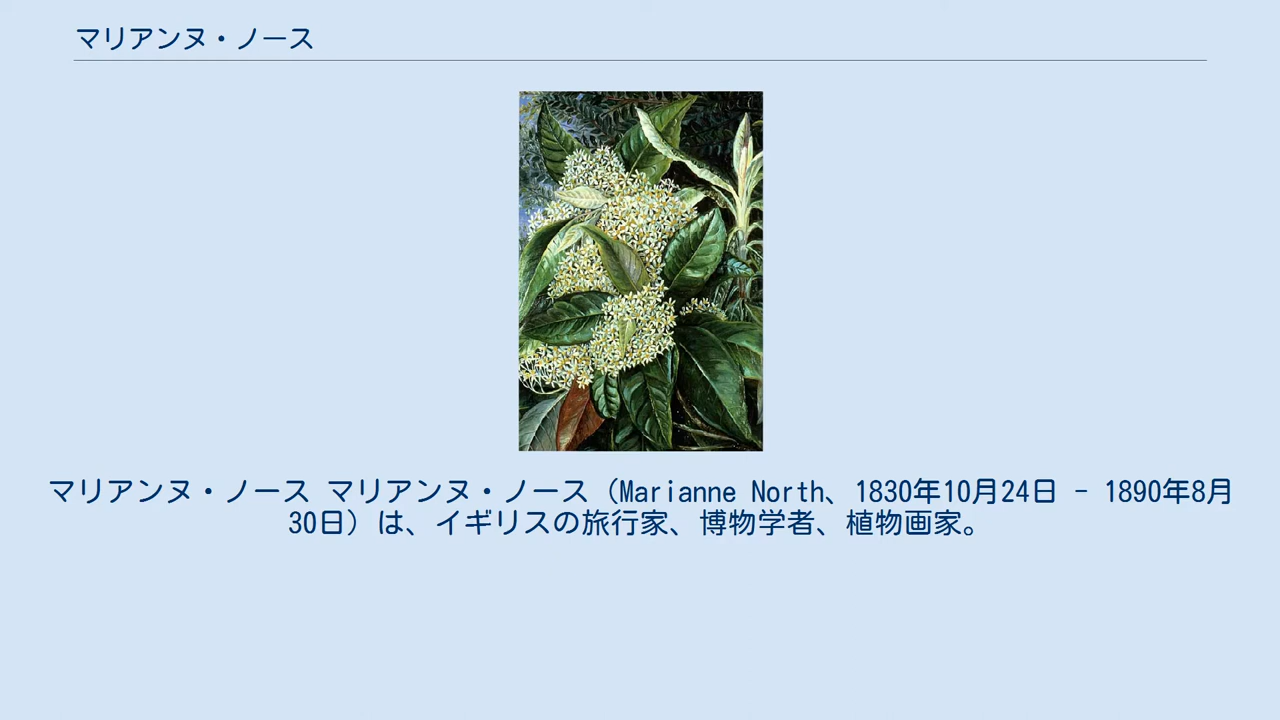 マリアンヌ・ノース
マリアンヌ・ノース マリアンヌ・ノース（Marianne North、1830年10月24日 - 1890年8月
30日）は、イギリスの旅行家、博物学者、植物画家。